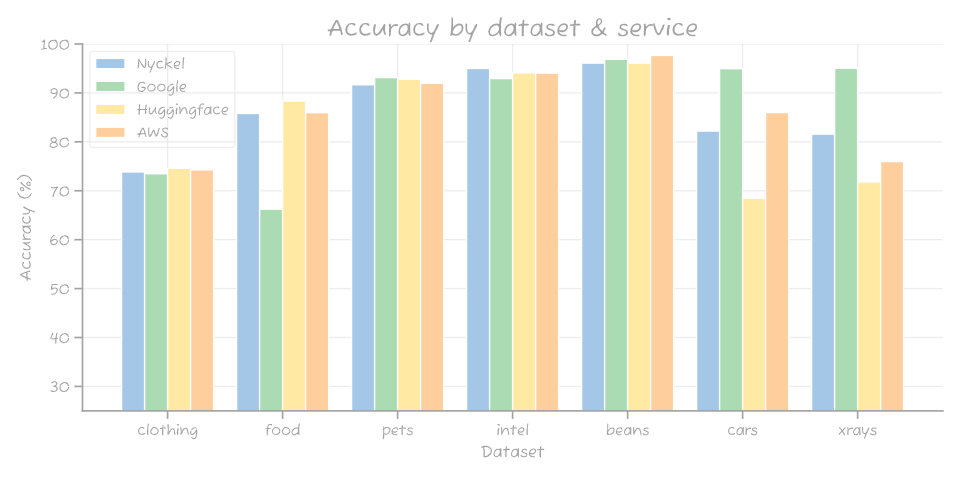 Accuracy by dataset & service
100
90
80
70
60
50
40
30
Accuracy (%)
Nyckel
Google
Huggingface
AWS
clothing food pets intel beans cars xrays
Dataset